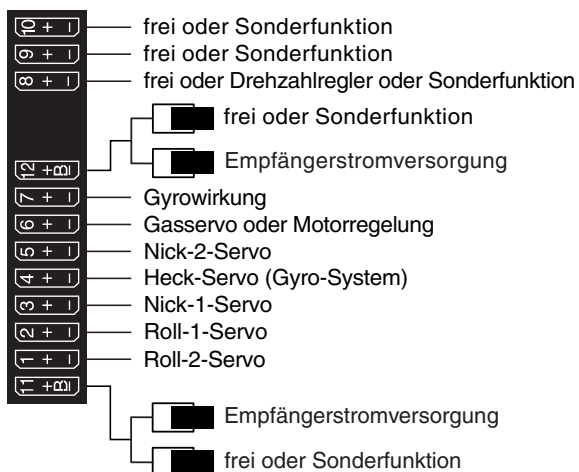 10 + – frei oder Sonderfunktion
9 + – frei oder Sonderfunktion
8 + – frei oder Drehzahlregler oder Sonderfunktion
frei oder Sonderfunktion
12 +B Empfängerstromversorgung
7 + – Gyrowirkung
6 + – Gasservo oder Motorregelung
5 + – Nick-2-Servo
4 + – Heck-Servo (Gyro-System)
3 + – Nick-1-Servo
2 + – Roll-1-Servo
1 + – Roll-2-Servo
11 +B
Empfängerstromversorgung
frei oder Sonderfunktion